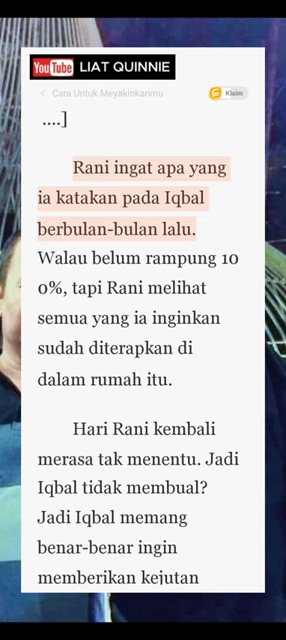 YouTube LIAT QUINNIE
< Cara Untuk Meyakinkanmu Klaim
....]
Rani ingat apa yang
ia katakan pada Iqbal
berbulan-bulan lalu.
Walau belum rampung 10
0%, tapi Rani melihat
semua yang ia inginkan
sudah diterapkan di
dalam rumah itu.
Hari Rani kembali
merasa tak menentu. Jadi
Iqbal tidak membual?
Jadi Iqbal memang
benar-benar ingin
memberikan kejutan